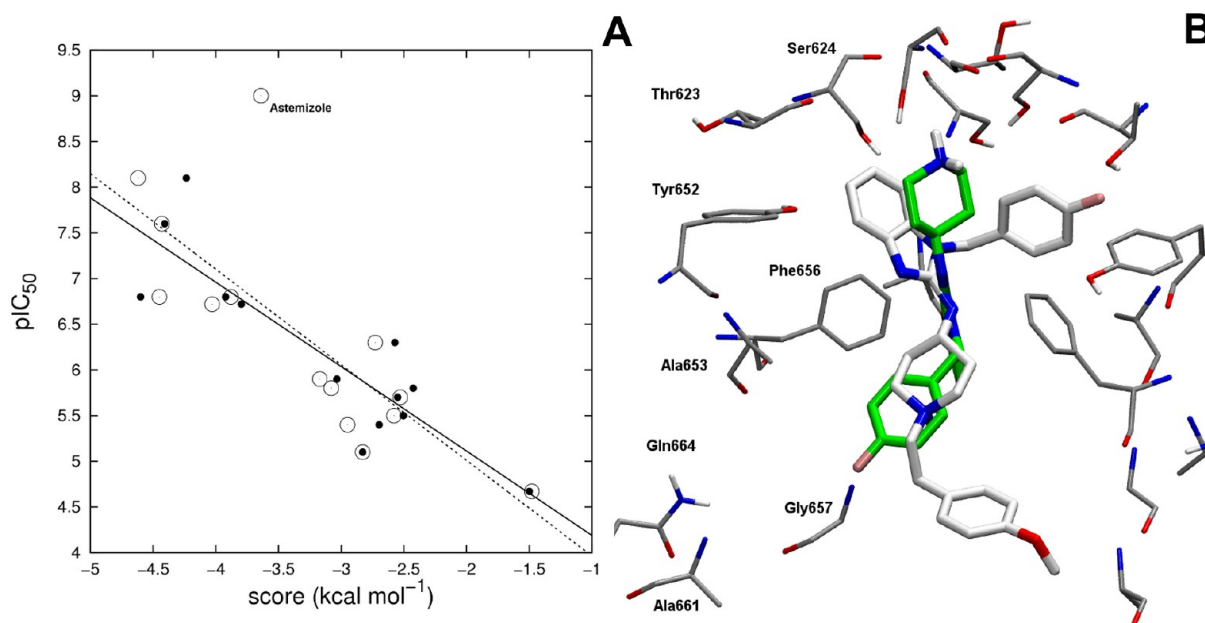 9.5
9
8.5
8
7.5
7
6.5
6
5.5
5
4.5
4
pIC50
Astemizole
-5 -4.5 -4 -3.5 -3 -2.5 -2 -1.5 -1
score (kcal mol⁻¹)
A
B
Ser624
Thr623
Tyr652
Phe656
Ala653
Gln664
Gly657
Ala661